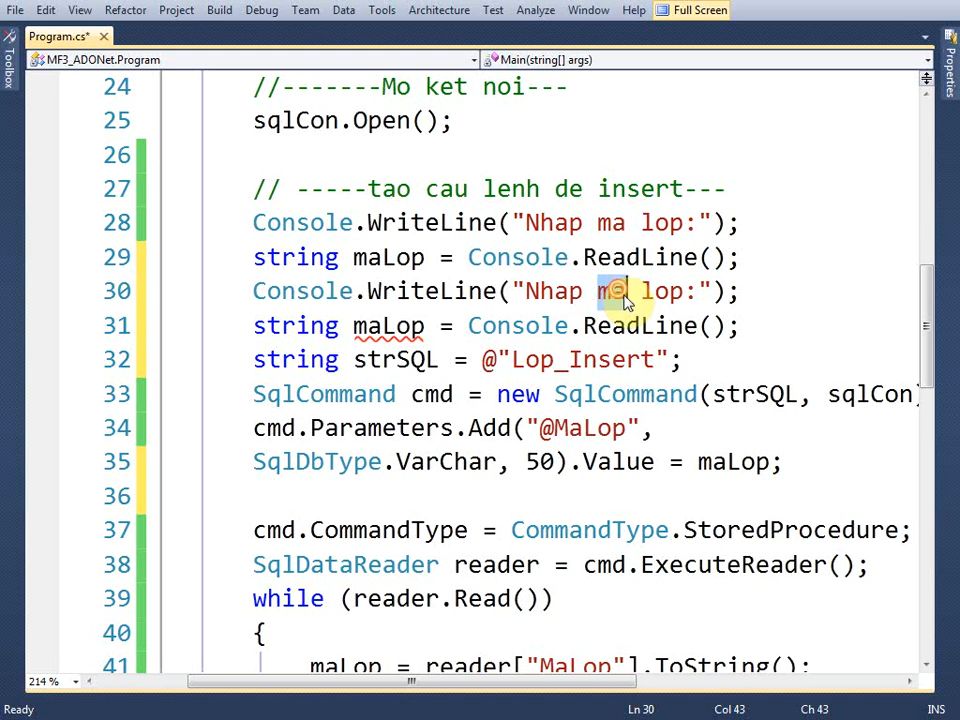 File Edit View Refactor Project Build Debug Team Data Tools Architecture Test Analyze Window Help Full Screen
Program.cs*
MF3_ADONet.Program Main(string[] args)
Toolbox
Properties
24 //-------Mo ket noi---
25 sqlCon.Open();
26
27 // -----tao cau lenh de insert---
28 Console.WriteLine("Nhap ma lop:");
29 string maLop = Console.ReadLine();
30 Console.WriteLine("Nhap ma lop:");
31 string maLop = Console.ReadLine();
32 string strSQL = @"Lop_Insert";
33 SqlCommand cmd = new SqlCommand(strSQL, sqlCon)
34 cmd.Parameters.Add("@MaLop",
35 SqlDbType.VarChar, 50).Value = maLop;
36
37 cmd.CommandType = CommandType.StoredProcedure;
38 SqlDataReader reader = cmd.ExecuteReader();
39 while (reader.Read())
40 {
41 maLop = reader["MaLop"].ToString();
214 %
Ready Ln 30 Col 43 Ch 43 INS